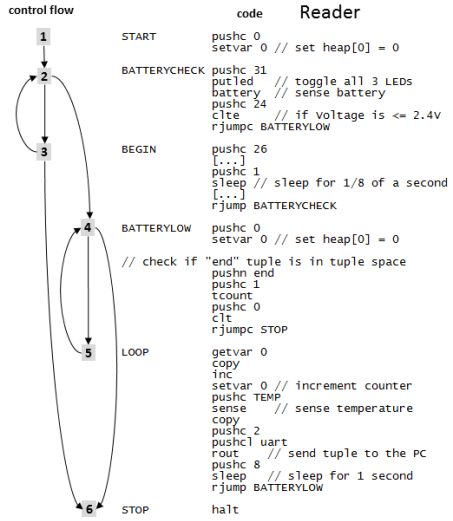 control flow code Reader
1 START pushc 0
setvar 0 // set heap[0] = 0
2 BATTERYCHECK pushc 31
putled // toggle all 3 LEDs
battery // sense battery
pushc 24
clte // if Voltage is <= 2.4V
rjumpc BATTERYLOW
3 BEGIN pushc 26
[...]
pushc 1
sleep // sleep for 1/8 of a second
[...]
rjump BATTERYCHECK
4 BATTERYLOW pushc 0
setvar 0 // set heap[0] = 0
// check if "end" tuple is in tuple space
pushn end
pushc 1
tcount
pushc 0
clt
rjumpc STOP
5 LOOP getvar 0
copy
inc
setvar 0 // increment counter
pushc TEMP
sense // sense temperature
copy
pushc 2
pushcl uart
rout // send tuple to the PC
pushc 8
sleep // sleep for 1 second
rjump BATTERYLOW
6 STOP halt